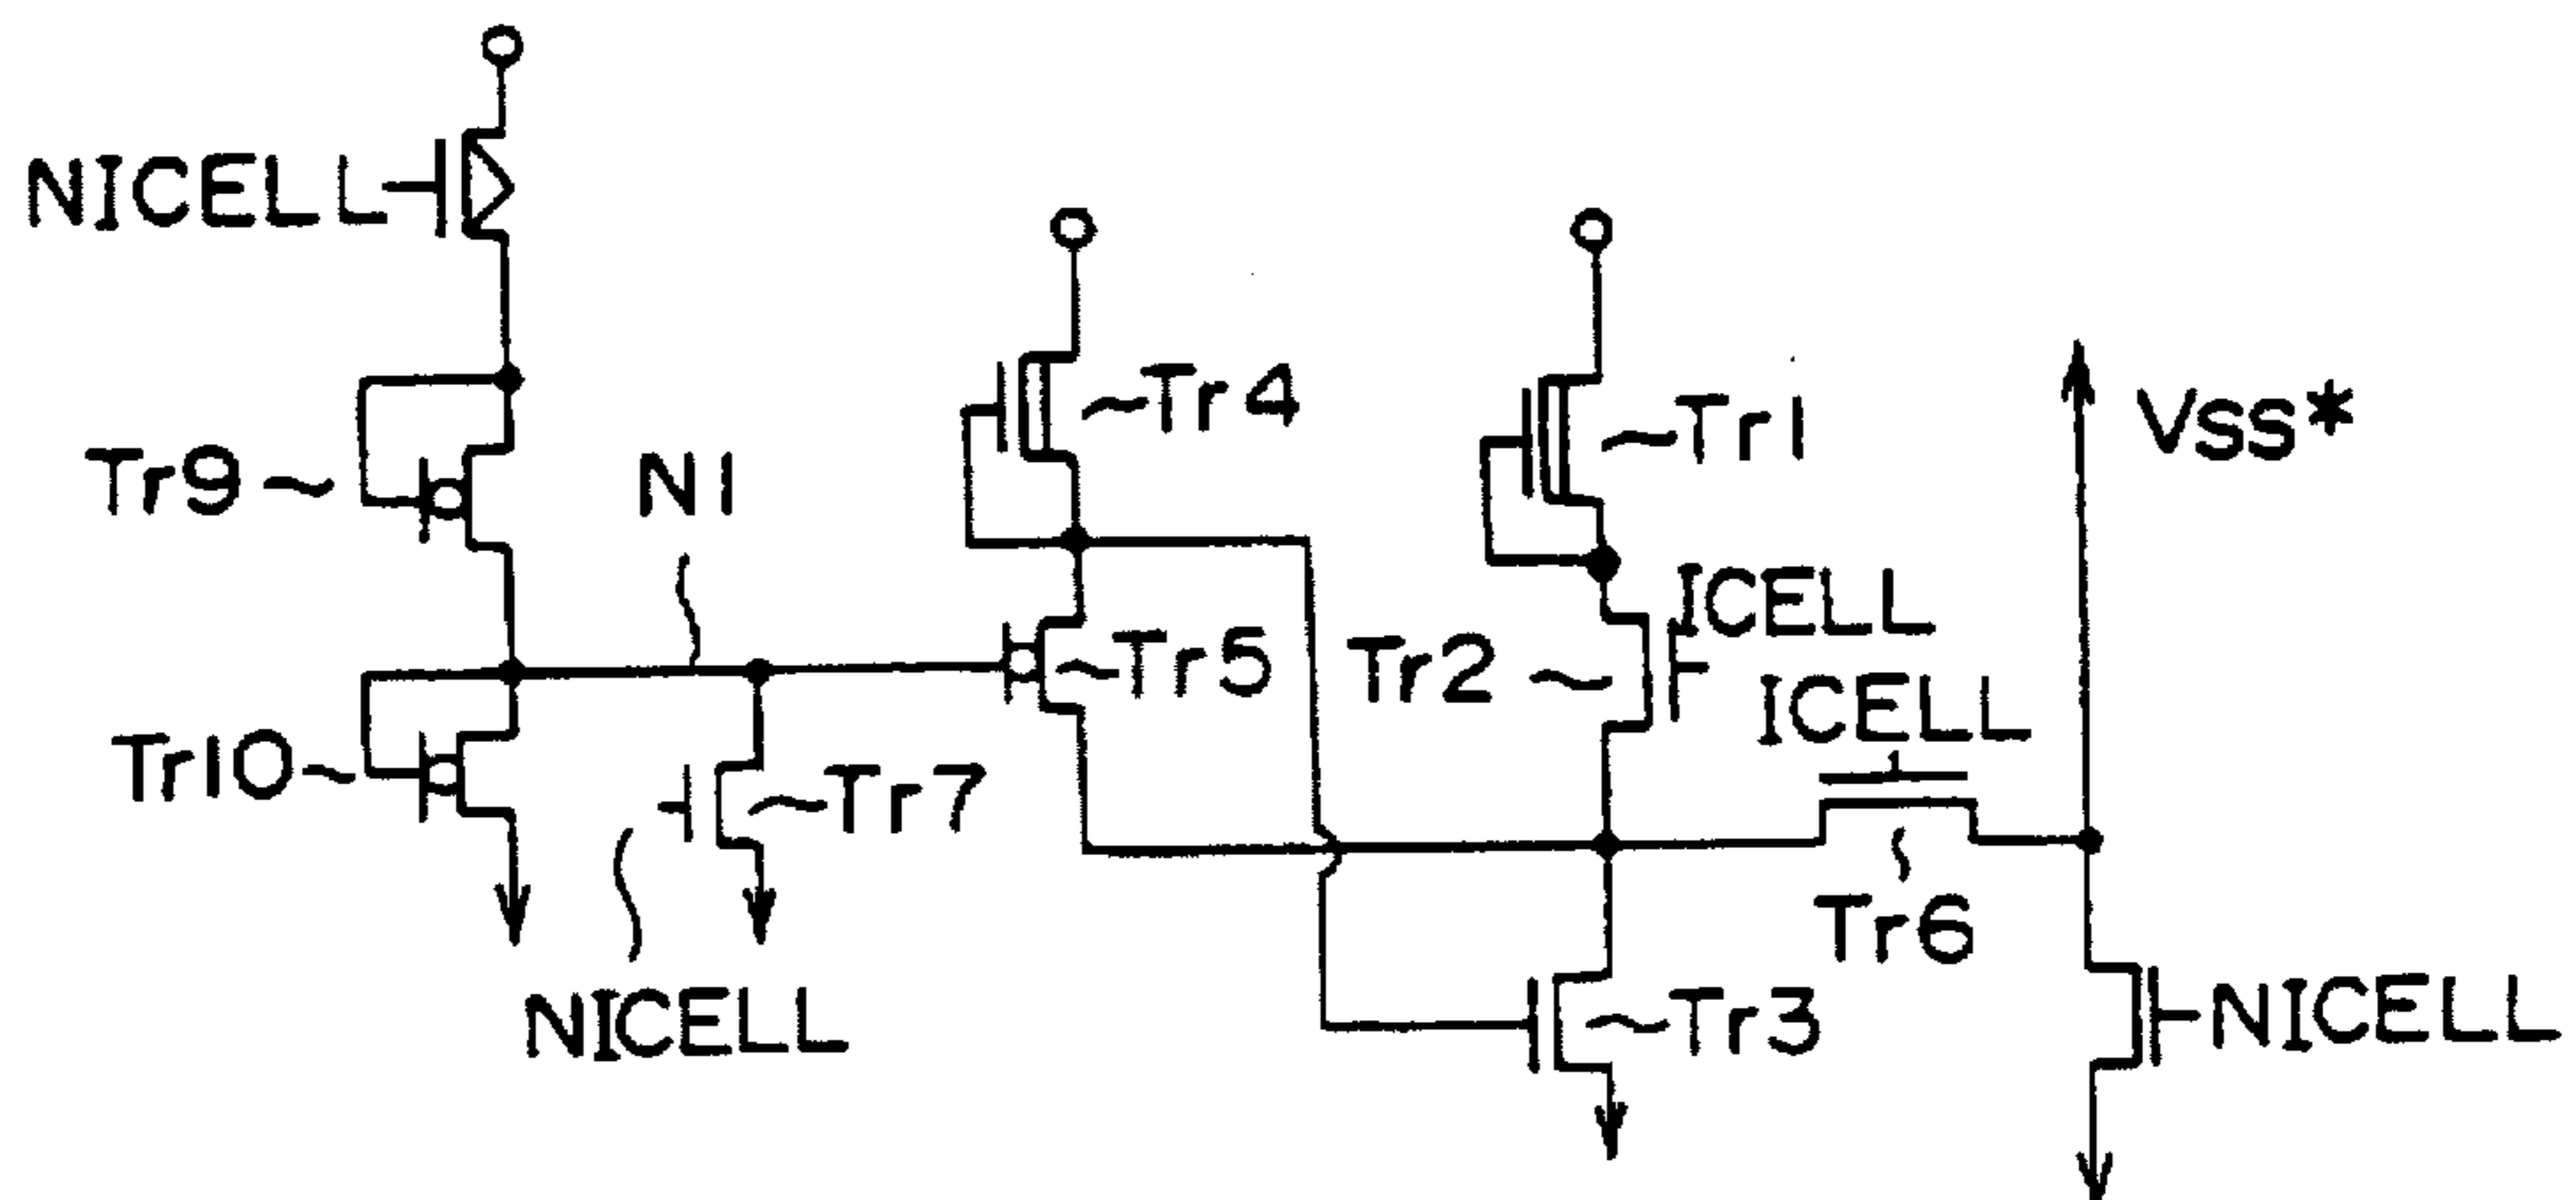 NICELL
Tr4
Tr1
VSS*
Tr9
N1
ICELL
Tr5
Tr2
ICELL
Tr10
Tr7
Tr6
NICELL
Tr3
NICELL